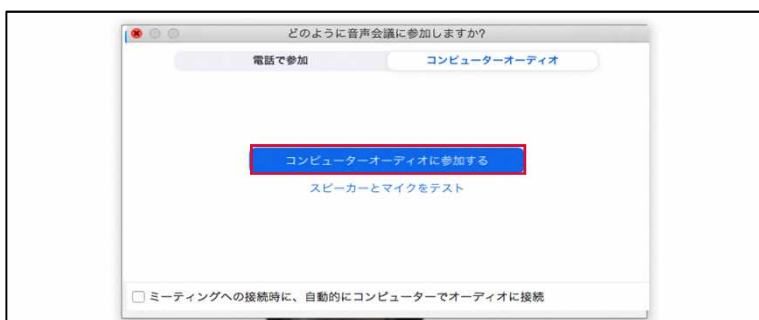 どのように音声会議に参加しますか?
電話で参加
コンピューターオーディオ
コンピューターオーディオに参加する
スピーカーとマイクをテスト
ミーティングへの接続時に、自動的にコンピューターでオーディオに接続